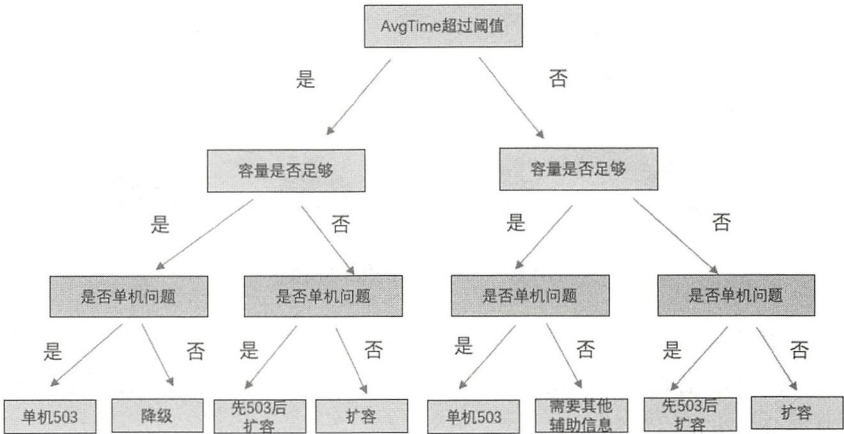 AvgTime超过阈值
是
否
容量是否足够
容量是否足够
是
否
是
否
是否单机问题
是否单机问题
是否单机问题
是否单机问题
是
否
是
否
是
否
是
否
单机503
降级
先503后
扩容
扩容
单机503
需要其他
辅助信息
先503后
扩容
扩容